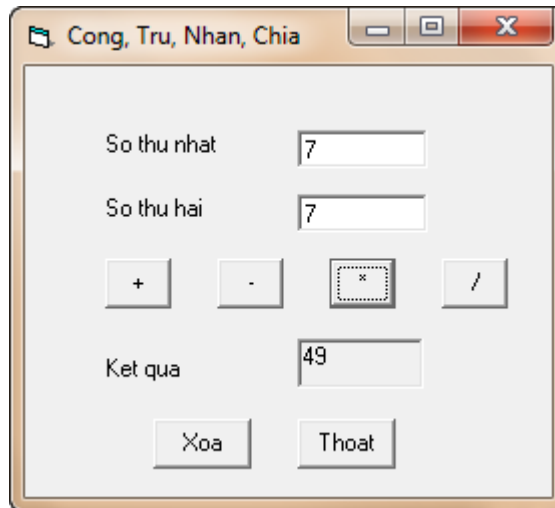 Cong, Tru, Nhan, Chia
So thu nhat 7
So thu hai 7
+ - * /
Ket qua 49
Xoa Thoat